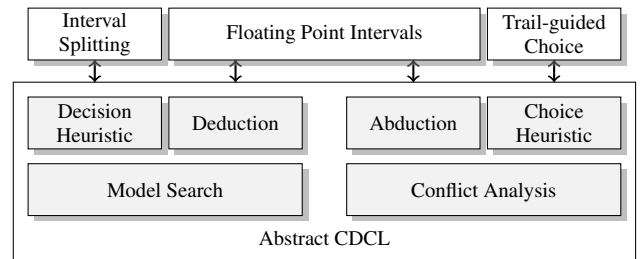 Interval
Splitting
Floating Point Intervals
Trail-guided
Choice
Decision
Heuristic
Deduction
Abduction
Choice
Heuristic
Model Search
Conflict Analysis
Abstract CDCL